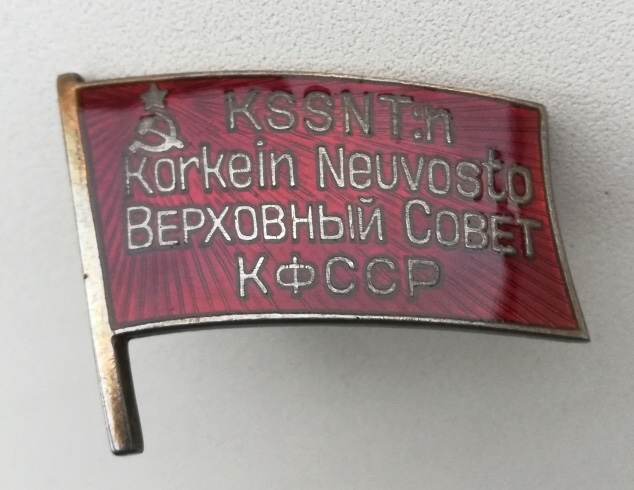 KSSNT:n
Korkein Neuvosto
ВЕРХОВНЫЙ СОВЕТ
КФССР